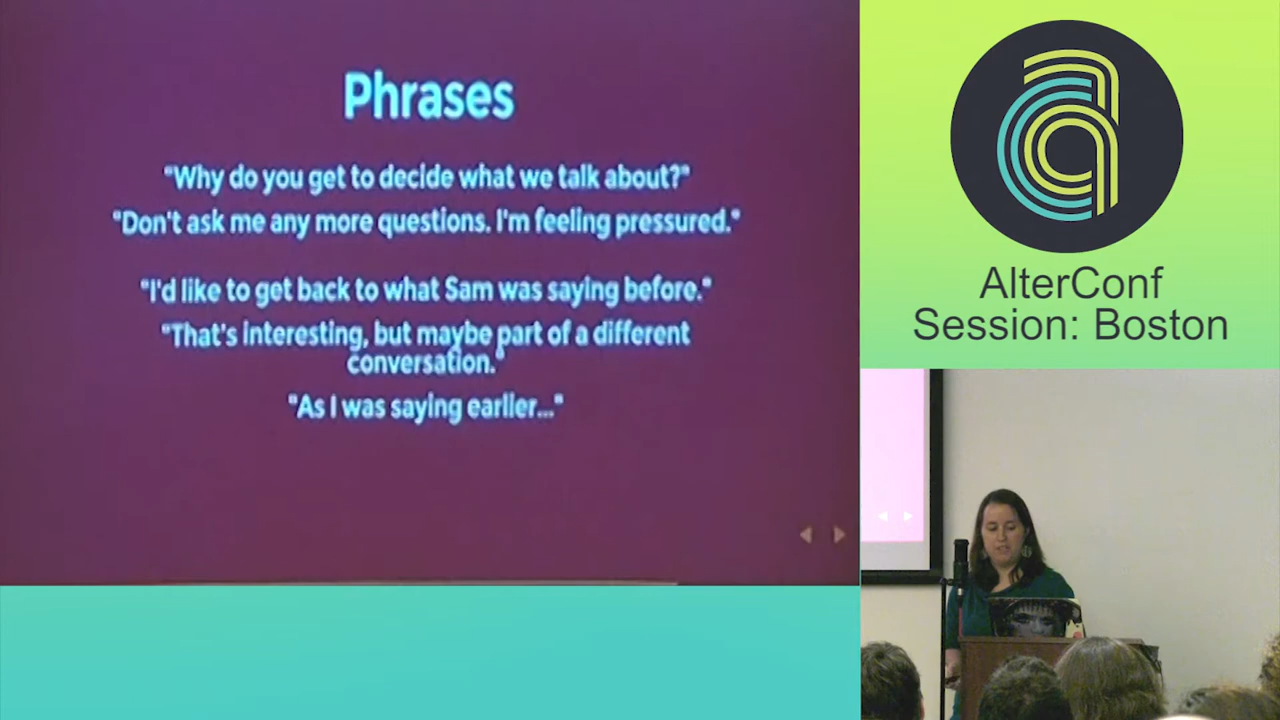 Phrases
"Why do you get to decide what we talk about?"
"Don't ask me any more questions. I'm feeling pressured."
"I'd like to get back to what Sam was saying before."
"That's interesting, but maybe part of a different
conversation."
"As I was saying earlier..."
AlterConf
Session: Boston